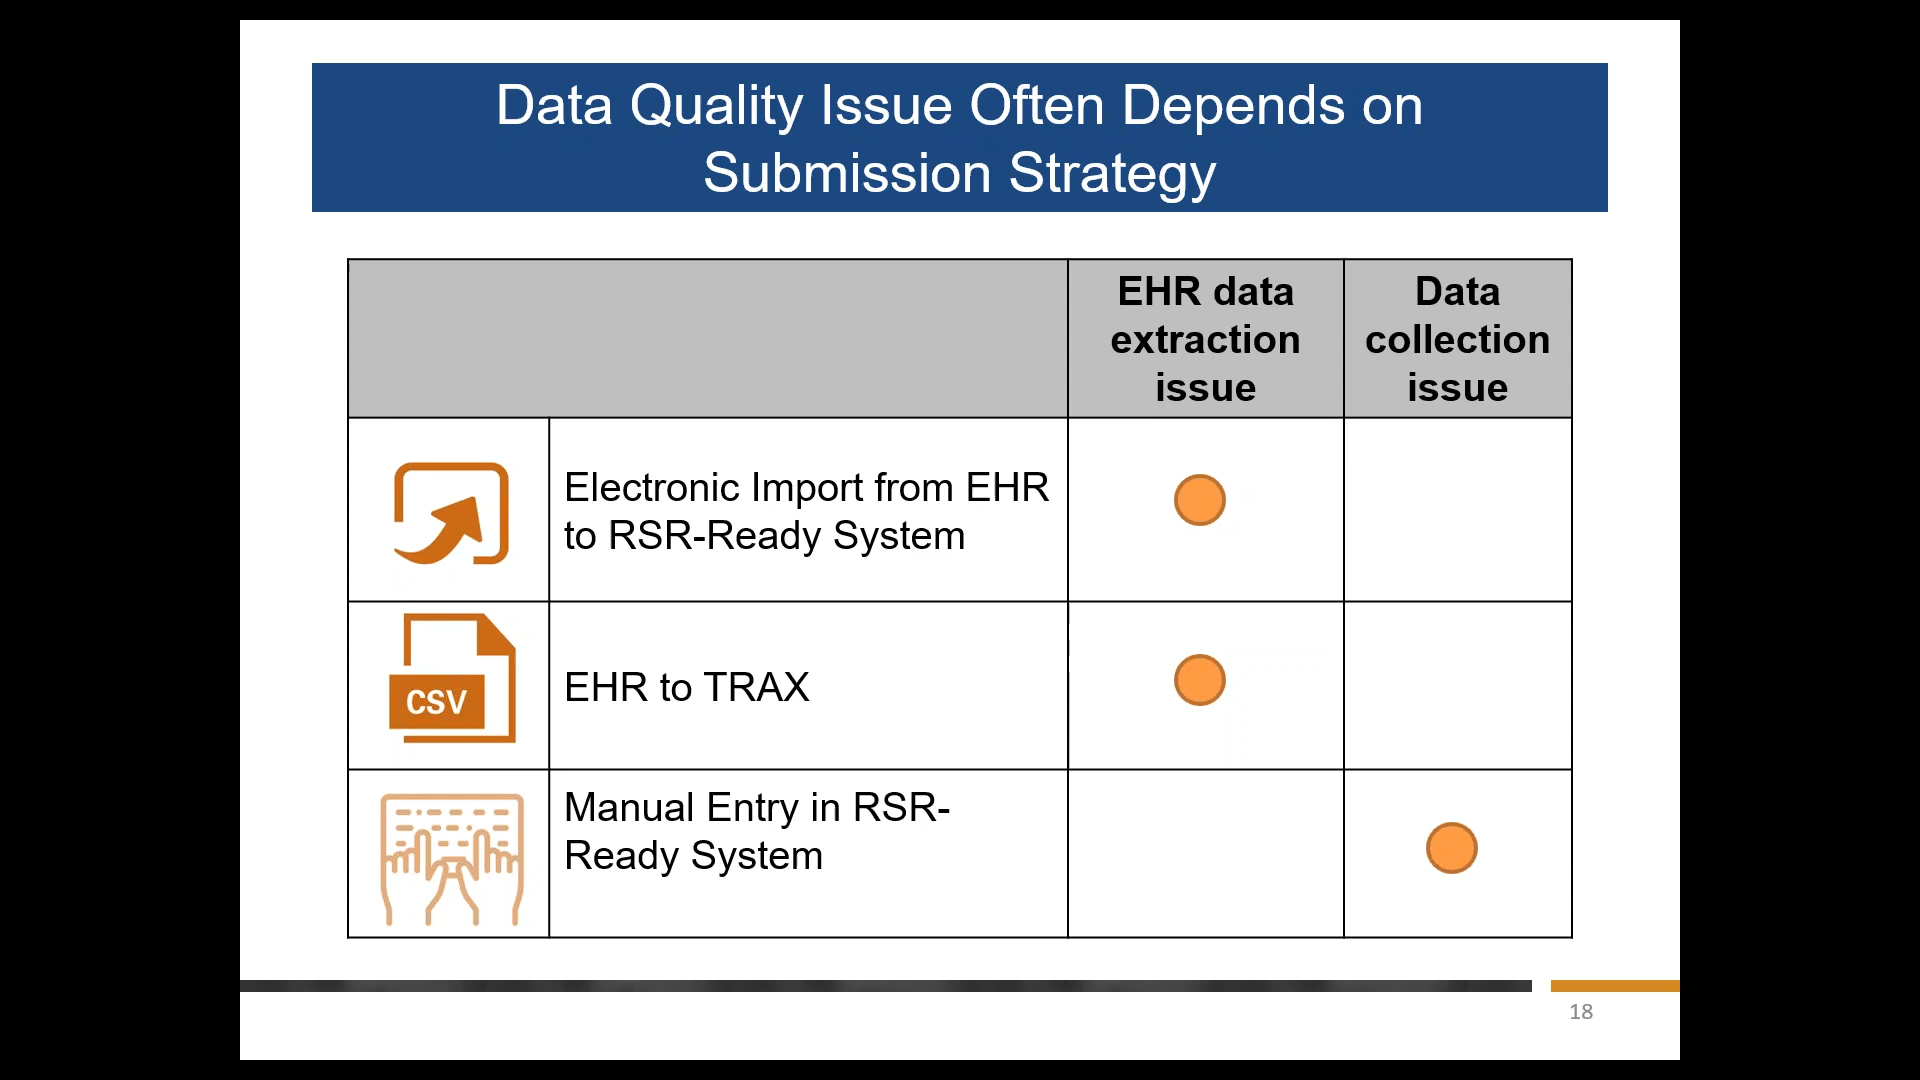 Data Quality Issue Often Depends on
Submission Strategy
EHR data
extraction
issue
Data
collection
issue
Electronic Import from EHR
to RSR-Ready System
CSV
EHR to TRAX
Manual Entry in RSR-
Ready System
18